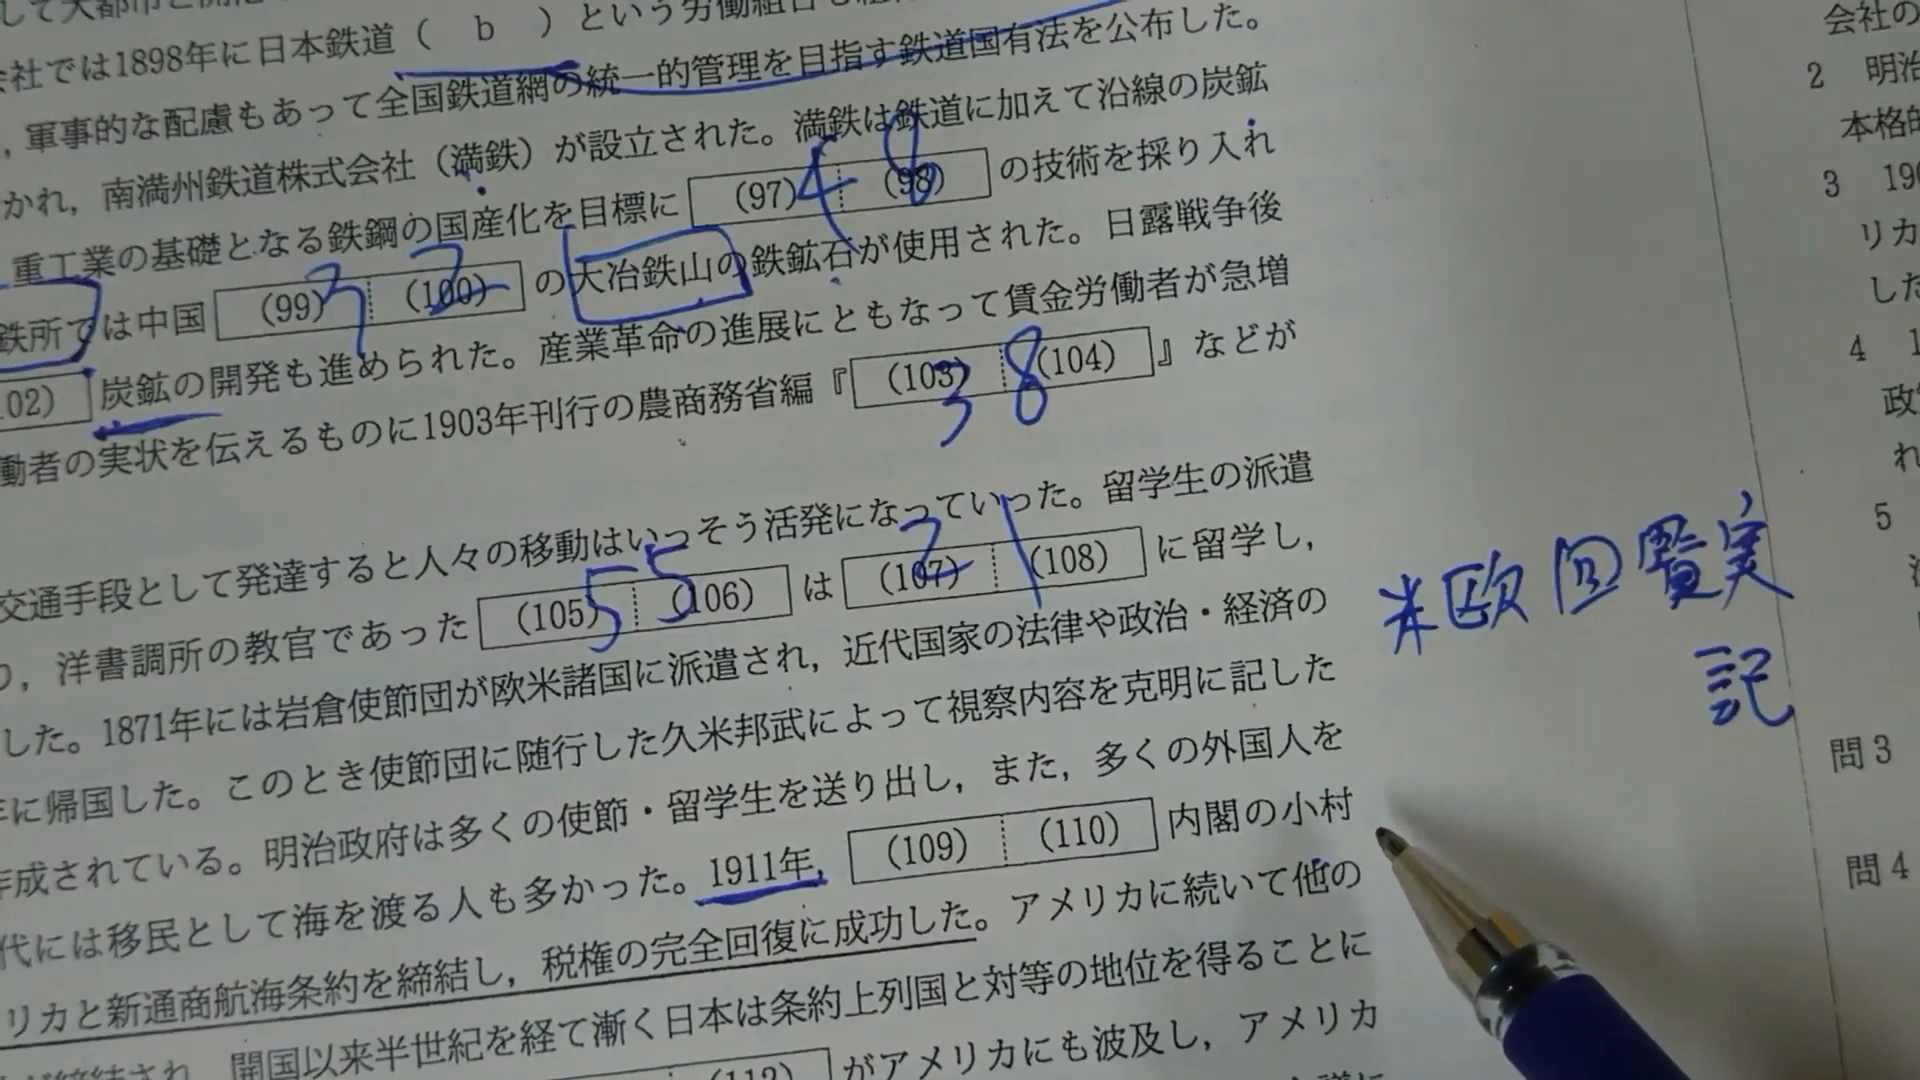 会社では1898年に日本鉄道（ b ）という労働組合
，軍事的な配慮もあって全国鉄道網の統一的管理を目指す鉄道国有法を公布した。
かれ，南満州鉄道株式会社（満鉄）が設立された。満鉄は鉄道に加えて沿線の炭鉱
重工業の基礎となる鉄鋼の国産化を目標に (97) 4 (98) 8 の技術を採り入れ
鉄所では中国 (99) 7 (100) 2 の大冶鉄山の鉄鉱石が使用された。日露戦争後
02) 炭鉱の開発も進められた。産業革命の進展にともなって賃金労働者が急増
働者の実状を伝えるものに1903年刊行の農商務省編『 (103) 3 (104) 8 』などが
交通手段として発達すると人々の移動はいっそう活発になっていった。留学生の派遣
，洋書調所の教官であった (105) 5 (106) 5 は (107) 7 (108) 1 に留学し，
した。1871年には岩倉使節団が欧米諸国に派遣され，近代国家の法律や政治・経済の
に帰国した。このとき使節団に随行した久米邦武によって視察内容を克明に記した
作成されている。明治政府は多くの使節・留学生を送り出し，また，多くの外国人を
代には移民として海を渡る人も多かった。1911年， (109) (110) 内閣の小村
リカと新通商航海条約を締結し，税権の完全回復に成功した。アメリカに続いて他の
開国以来半世紀を経て漸く日本は条約上列国と対等の地位を得ることに
(112) がアメリカにも波及し，アメリカ
米欧回覧実
記
会社の
2 明治
本格的
3 190
リカ
した
4 1
政
れ
5
問3
問4